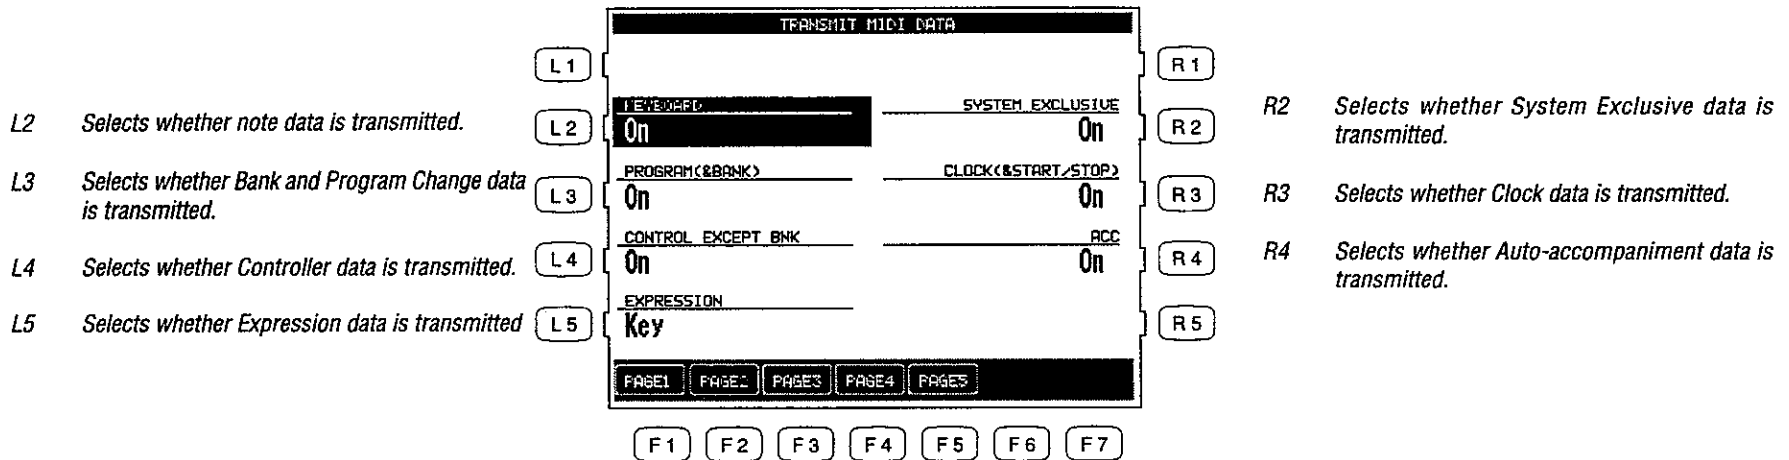 TRANSMIT MIDI DATA
L1
R1
L2 Selects whether note data is transmitted.
L3 Selects whether Bank and Program Change data
is transmitted.
L4 Selects whether Controller data is transmitted.
L5 Selects whether Expression data is transmitted
L2
L3
L4
L5
KEYBOARD
On
PROGRAM(&BANK)
On
CONTROL EXCEPT BNK
On
EXPRESSION
Key
SYSTEM EXCLUSIVE
On
CLOCK(&START/STOP)
On
ACC
On
R2
R3
R4
R5
R2 Selects whether System Exclusive data is
transmitted.
R3 Selects whether Clock data is transmitted.
R4 Selects whether Auto-accompaniment data is
transmitted.
PAGE1 PAGE2 PAGE3 PAGE4 PAGE5
F1 F2 F3 F4 F5 F6 F7